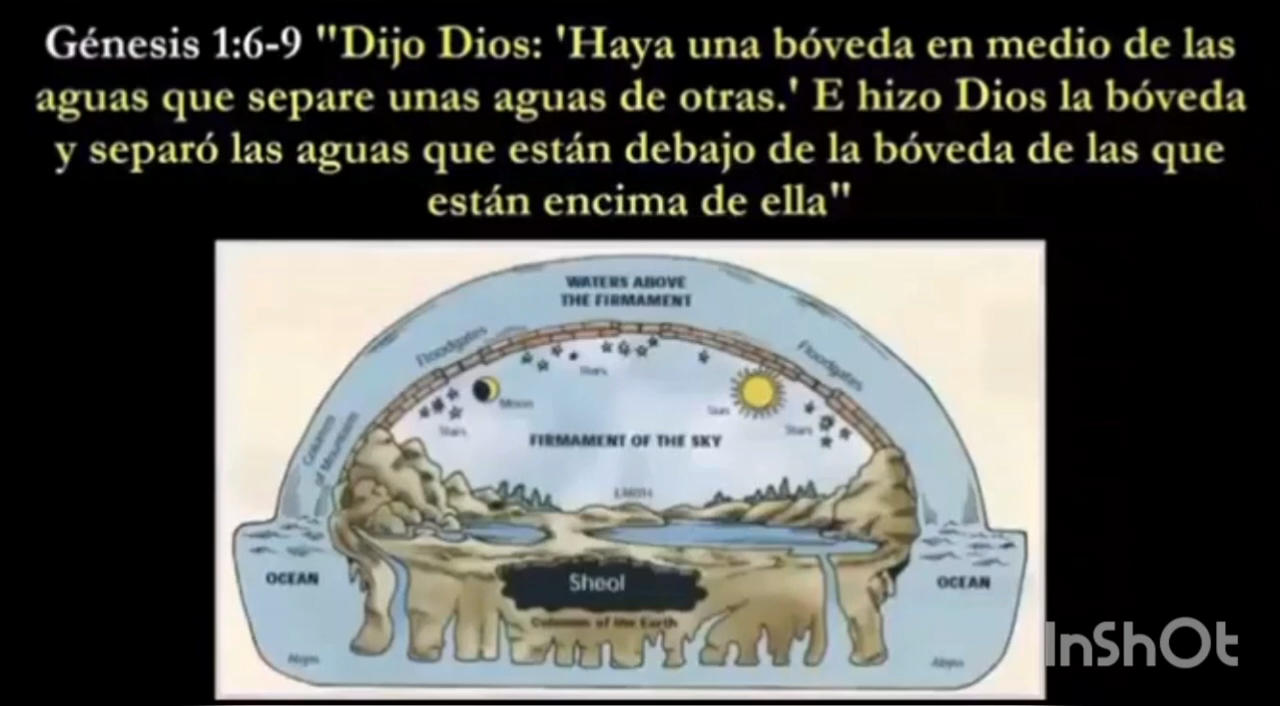 Génesis 1:6-9 "Dijo Dios: 'Haya una bóveda en medio de las
aguas que separe unas aguas de otras.' E hizo Dios la bóveda
y separó las aguas que están debajo de la bóveda de las que
están encima de ella"
WATERS ABOVE
THE FIRMAMENT
Floodgates
Floodgates
Stars
Moon
Sun
Stars
Stars
Columns
of Mountains
FIRMAMENT OF THE SKY
EARTH
OCEAN
Sheol
OCEAN
Columns of the Earth
Abyss
Abyss
InShOt